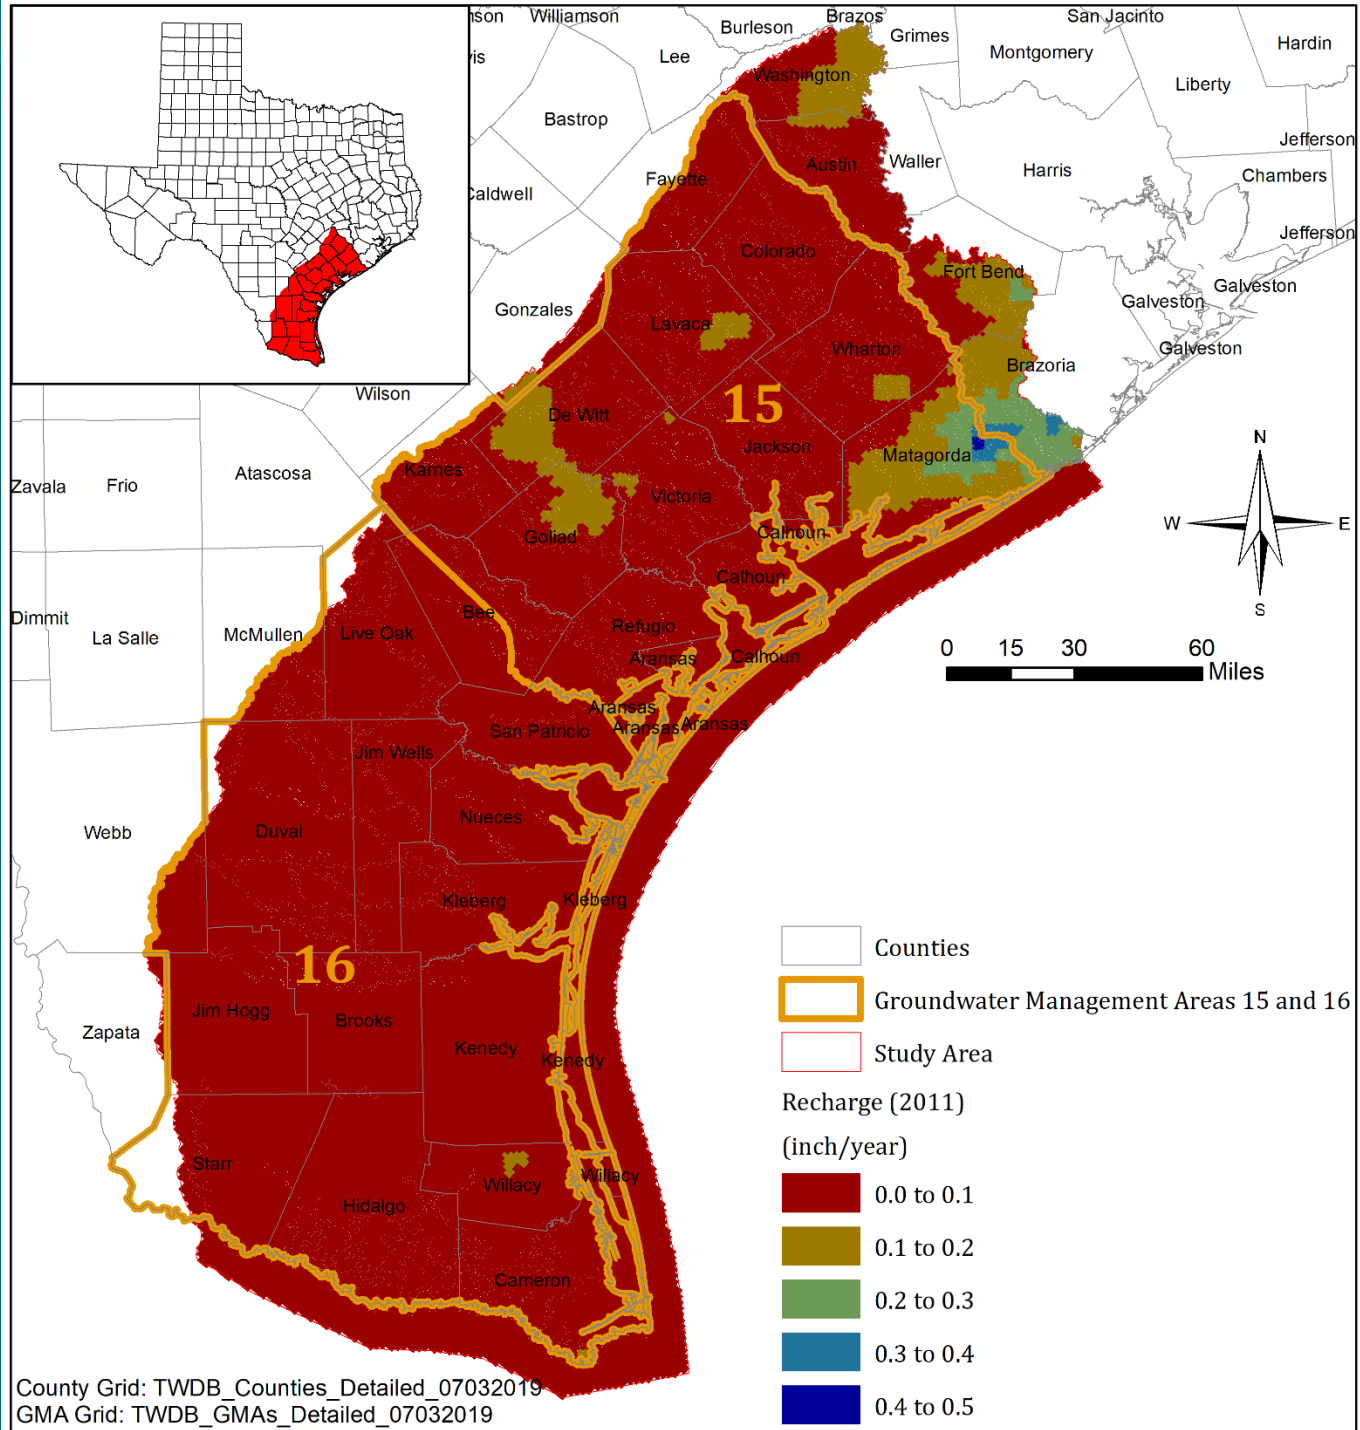 nson
Williamson
Brazos
San Jacinto
Burleson
Grimes
Hardin
vis
Lee
Montgomery
Washington
Liberty
Bastrop
Jefferson
Austin
Waller
Harris
Chambers
Fayette
Caldwell
Jefferson
Colorado
Fort Bend
Galveston
Galveston
Gonzales
Lavaca
Wharton
Galveston
Brazoria
Wilson
15
De Witt
Jackson
Matagorda
N
Karnes
Atascosa
Zavala
Frio
Victoria
W
E
Goliad
Calhoun
Calhoun
S
Bee
Dimmit
La Salle
McMullen
Live Oak
Refugio
Aransas
Calhoun
0 15 30 60
Miles
Aransas
Aransas
Aransas
San Patricio
Jim Wells
Nueces
Webb
Duval
Kleberg
Kleberg
Counties
16
Groundwater Management Areas 15 and 16
Jim Hogg
Brooks
Zapata
Kenedy
Kenedy
Study Area
Recharge (2011)
(inch/year)
Starr
Willacy
Willacy
0.0 to 0.1
Hidalgo
0.1 to 0.2
Cameron
0.2 to 0.3
0.3 to 0.4
0.4 to 0.5
County Grid: TWDB_Counties_Detailed_07032019
GMA Grid: TWDB_GMAs_Detailed_07032019